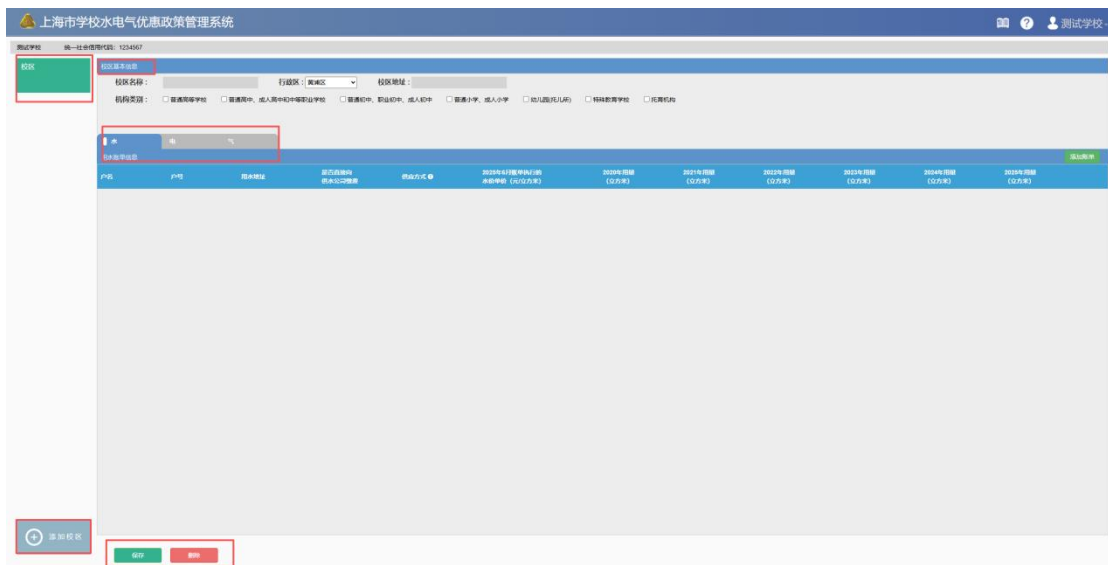 上海市学校水电气优惠政策管理系统
测试学校-
测试学校 统一社会信用代码: 1234567
校区
校区基本信息
校区名称: 行政区: 黄浦区 校区地址:
机构类别: 普通高等学校 普通高中、成人高中和中等职业学校 普通初中、职业初中、成人初中 普通小学、成人小学 幼儿园(托儿所) 特殊教育学校 托育机构
水 电 气
用水账单信息 添加账单
户名 户号 用水地址 是否直接向供水公司缴费 供应方式 2025年6月账单执行的水价单价(元/立方米) 2020年用量(立方米) 2021年用量(立方米) 2022年用量(立方米) 2023年用量(立方米) 2024年用量(立方米) 2025年用量(立方米)
添加校区
保存 删除